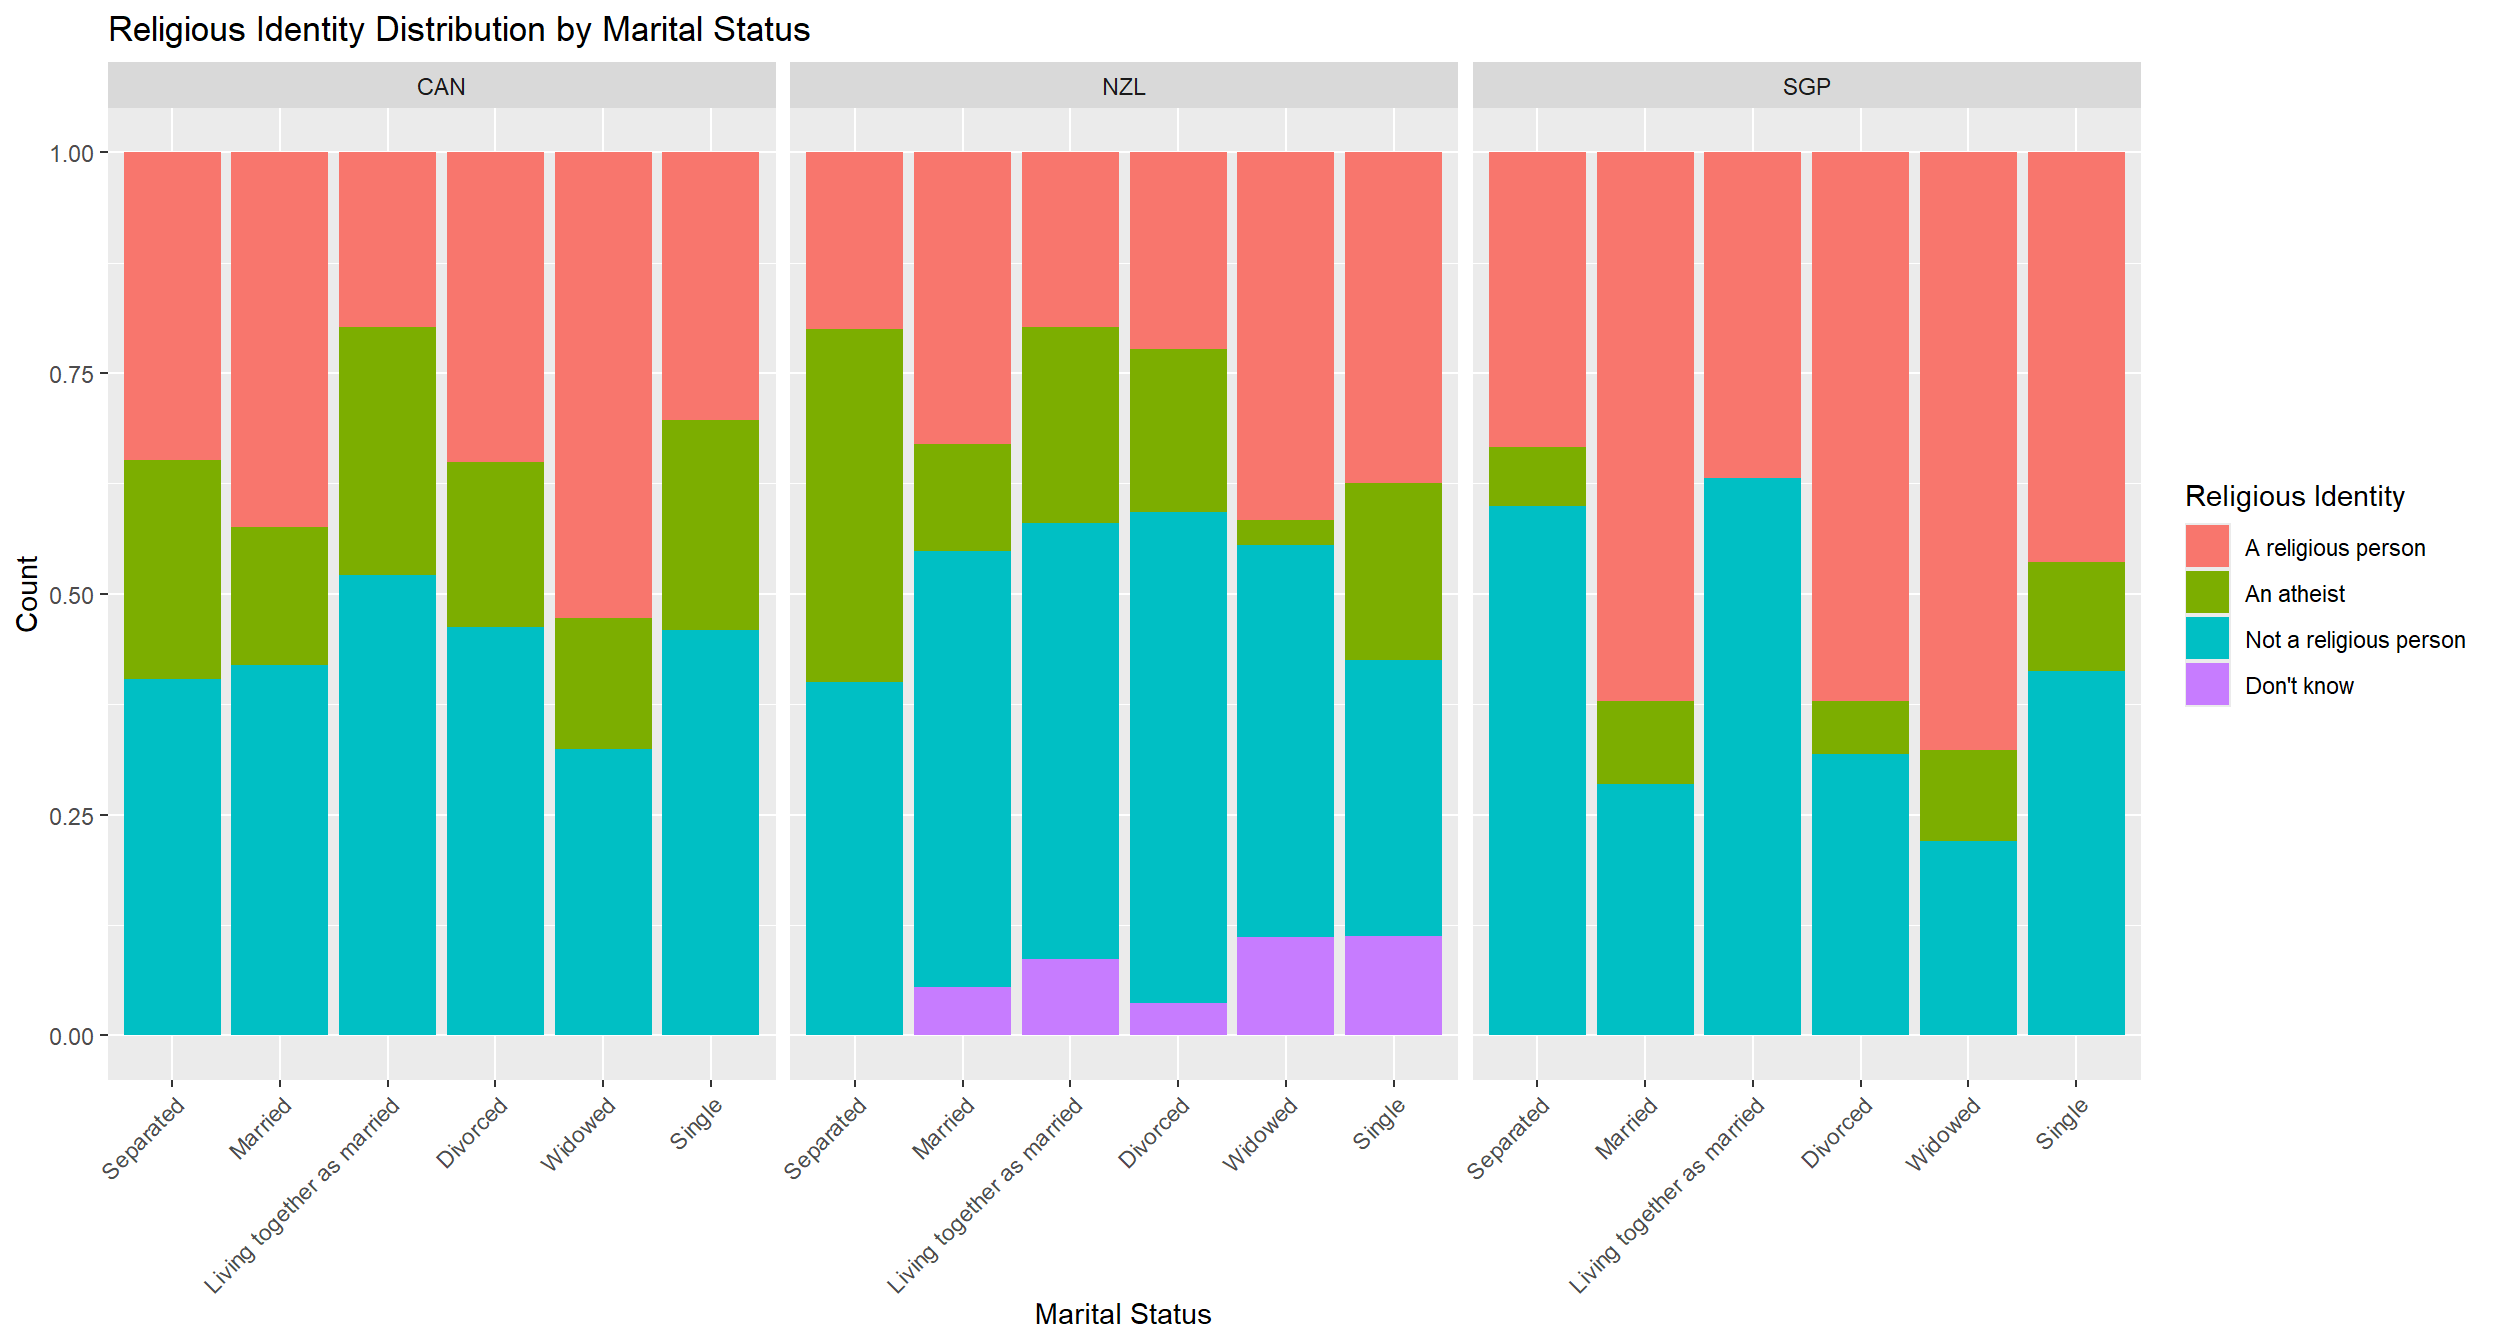 Religious Identity Distribution by Marital Status
CAN
NZL
SGP
1.00
0.75
0.50
0.25
0.00
Count
Separated
Married
Living together as married
Divorced
Widowed
Single
Separated
Married
Living together as married
Divorced
Widowed
Single
Separated
Married
Living together as married
Divorced
Widowed
Single
Marital Status
Religious Identity
A religious person
An atheist
Not a religious person
Don't know